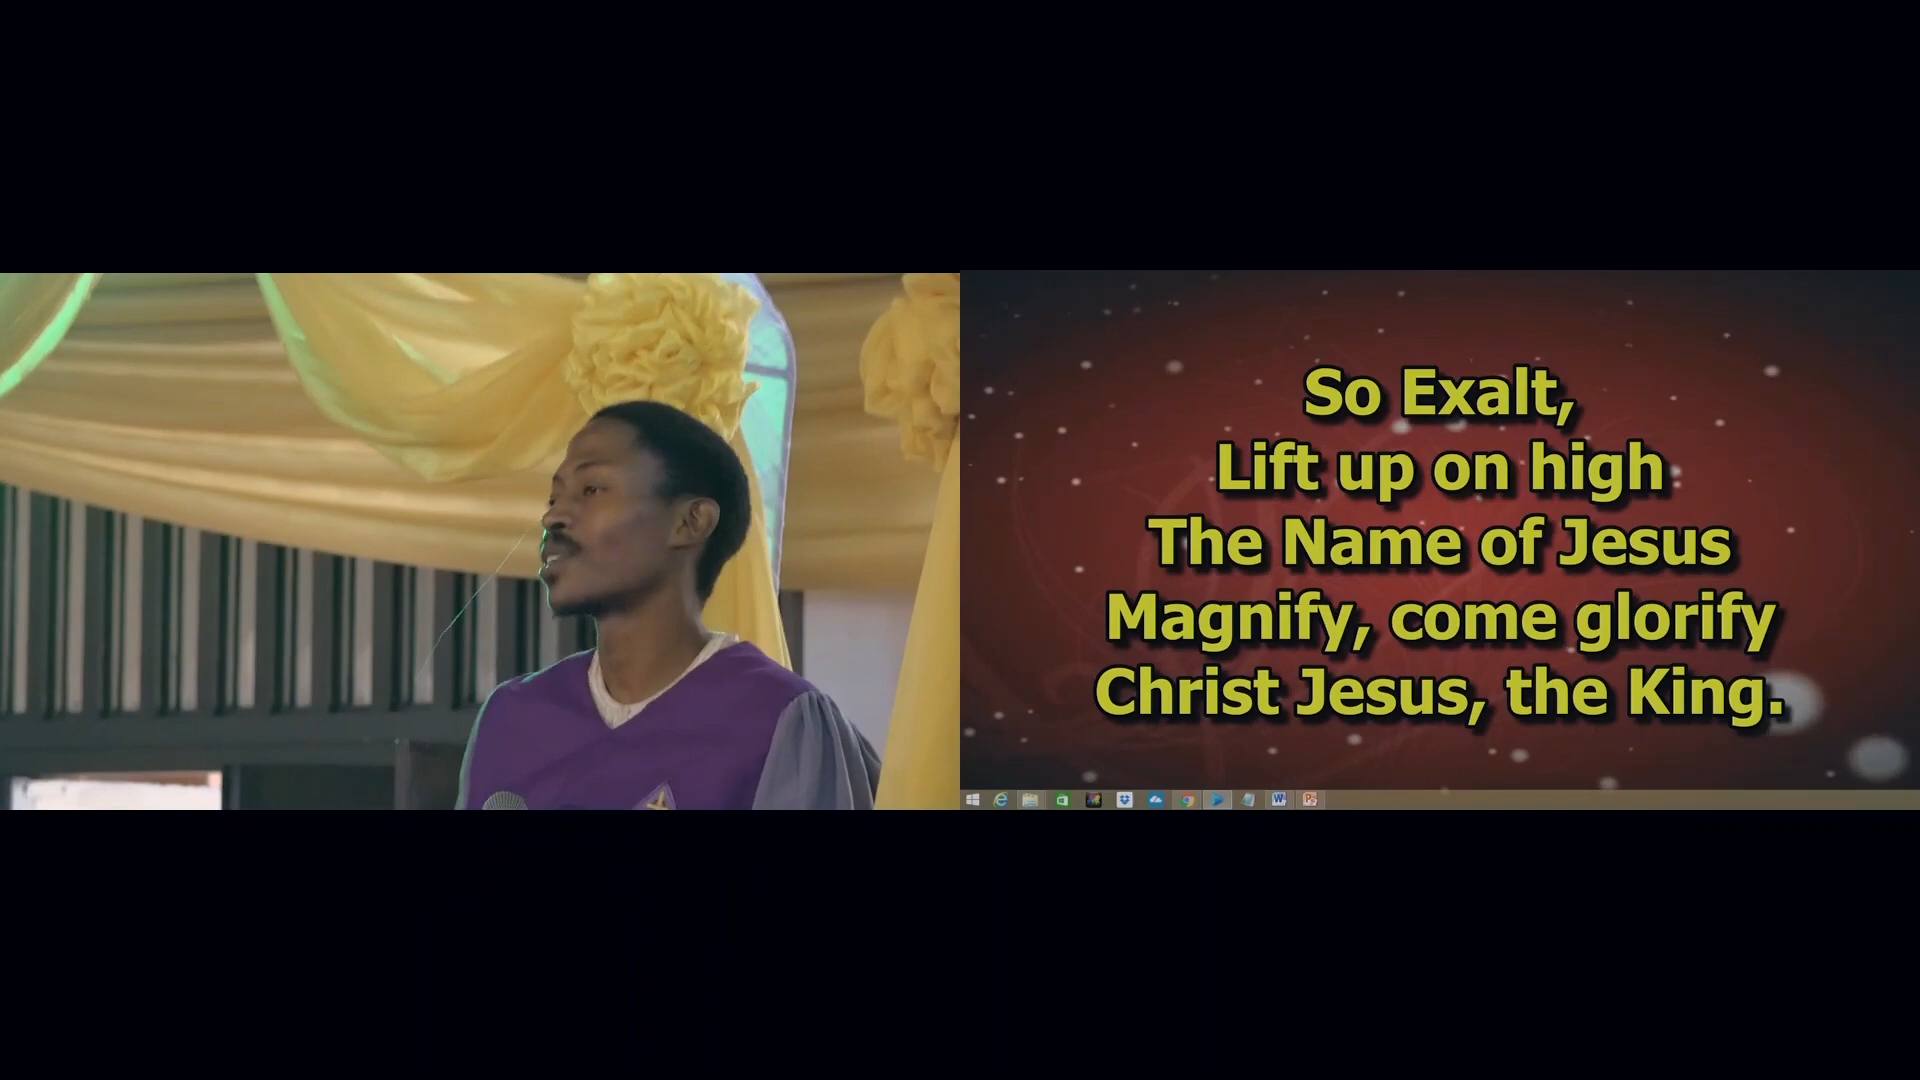 So Exalt,
Lift up on high
The Name of Jesus
Magnify, come glorify
Christ Jesus, the King.